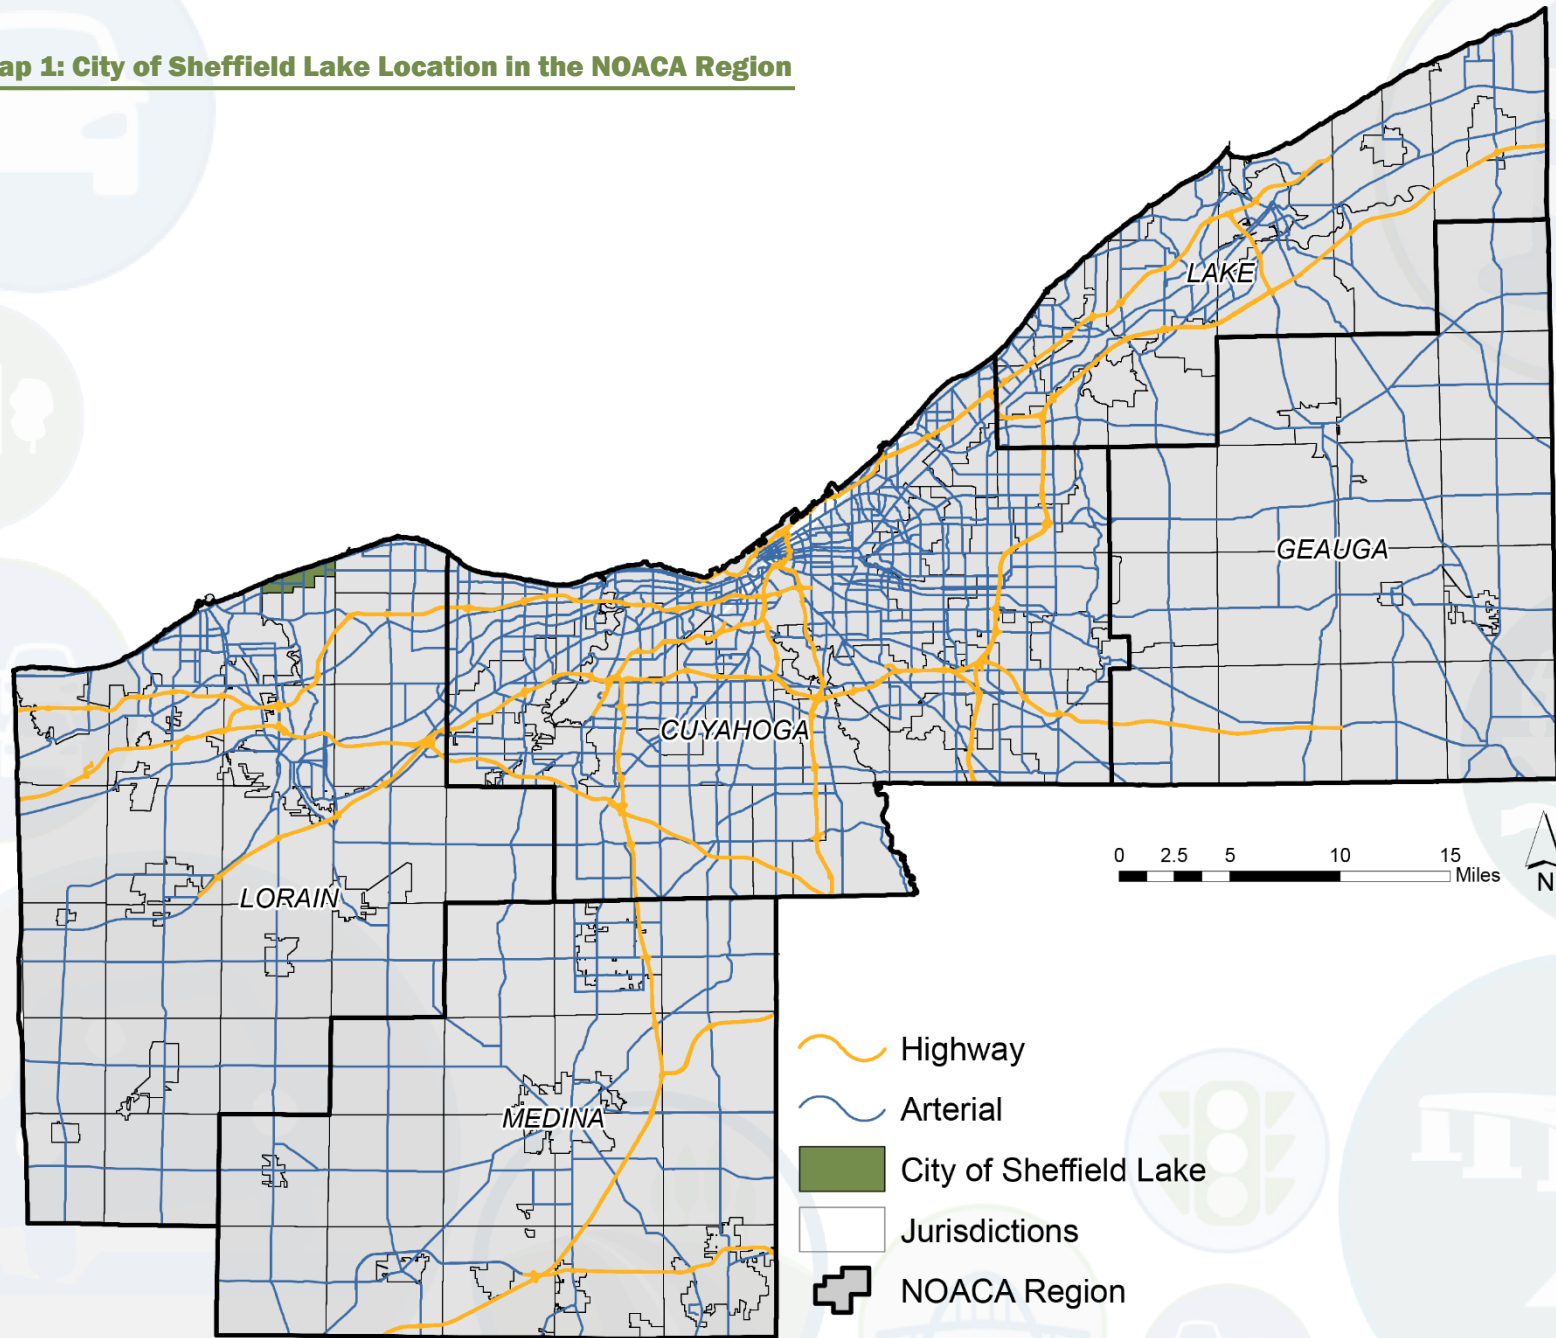 ap 1: City of Sheffield Lake Location in the NOACA Region
LAKE
GEAUGA
CUYAHOGA
LORAIN
MEDINA
0 2.5 5 10 15
Miles
N
Highway
Arterial
City of Sheffield Lake
Jurisdictions
NOACA Region